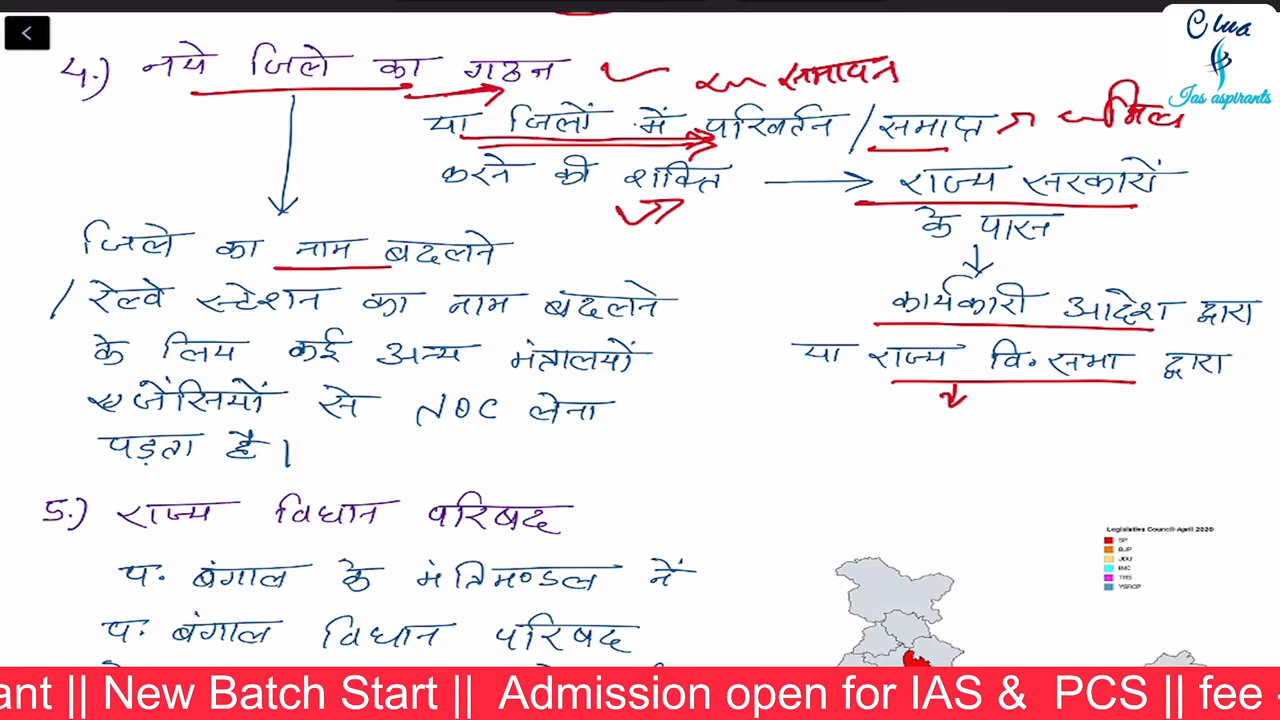 Clua
Ias aspirants
4.) नये जिले का गठन
समापन
या जिलों में परिवर्तन / समाप्त
करने की शक्ति → राज्य सरकारों
के पास
कार्यकारी आदेश द्वारा
या राज्य वि. सभा द्वारा
जिले का नाम बदलने
/ रेल्वे स्टेशन का नाम बदलने
के लिय कई अन्य मंत्रालयों
एजेंसियों से NOC लेना
पड़ता है।
5.) राज्य विधान परिषद
प. बंगाल के मंत्रिमण्डल ने
प. बंगाल विधान परिषद
Legislative Council-April 2020
SP
BJP
JDU
INC
TRS
YSRCP
ant || New Batch Start || Admission open for IAS & PCS || fee